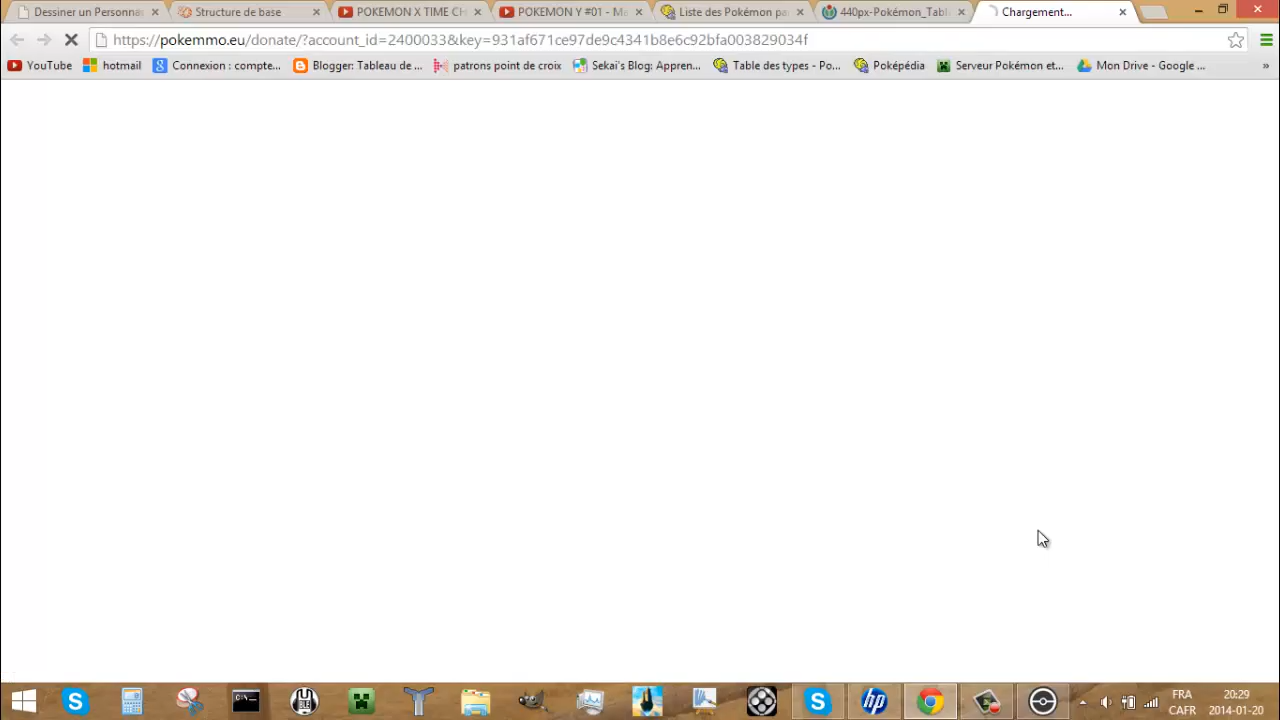 Dessiner un Personna
Structure de base
POKEMON X TIME CH
POKEMON Y #01 - M
Liste des Pokémon pa
440px-Pokémon_Tabl
Chargement...
https://pokemmo.eu/donate/?account_id=2400033&key=931af671ce97de9c4341b8e6c92bfa003829034f
YouTube
hotmail
Connexion : compte...
Blogger: Tableau de ...
patrons point de croix
Sekai's Blog: Appren...
Table des types - Po...
Poképédia
Serveur Pokémon et...
Mon Drive - Google ...
»
FRA
CAFR
20:29
2014-01-20